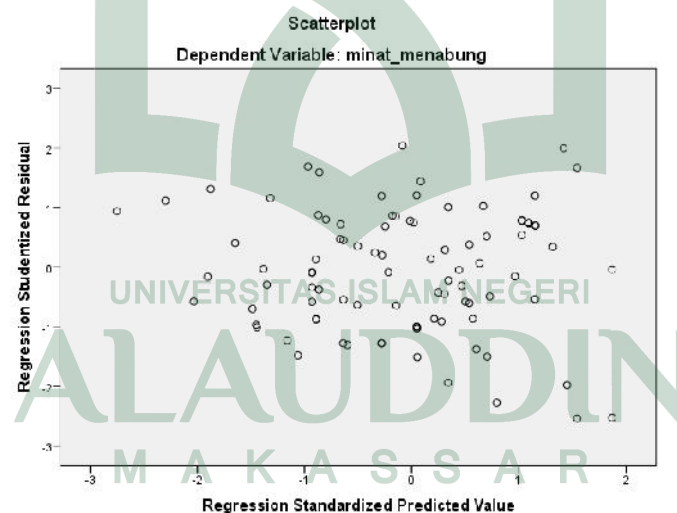 Scatterplot
Dependent Variable: minat_menabung
Regression Studentized Residual
3
2
1
0
-1
-2
-3
UNIVERSITAS ISLAM NEGERI
ALAUDDIN
MAKASSAR
-3 -2 -1 0 1 2
Regression Standardized Predicted Value